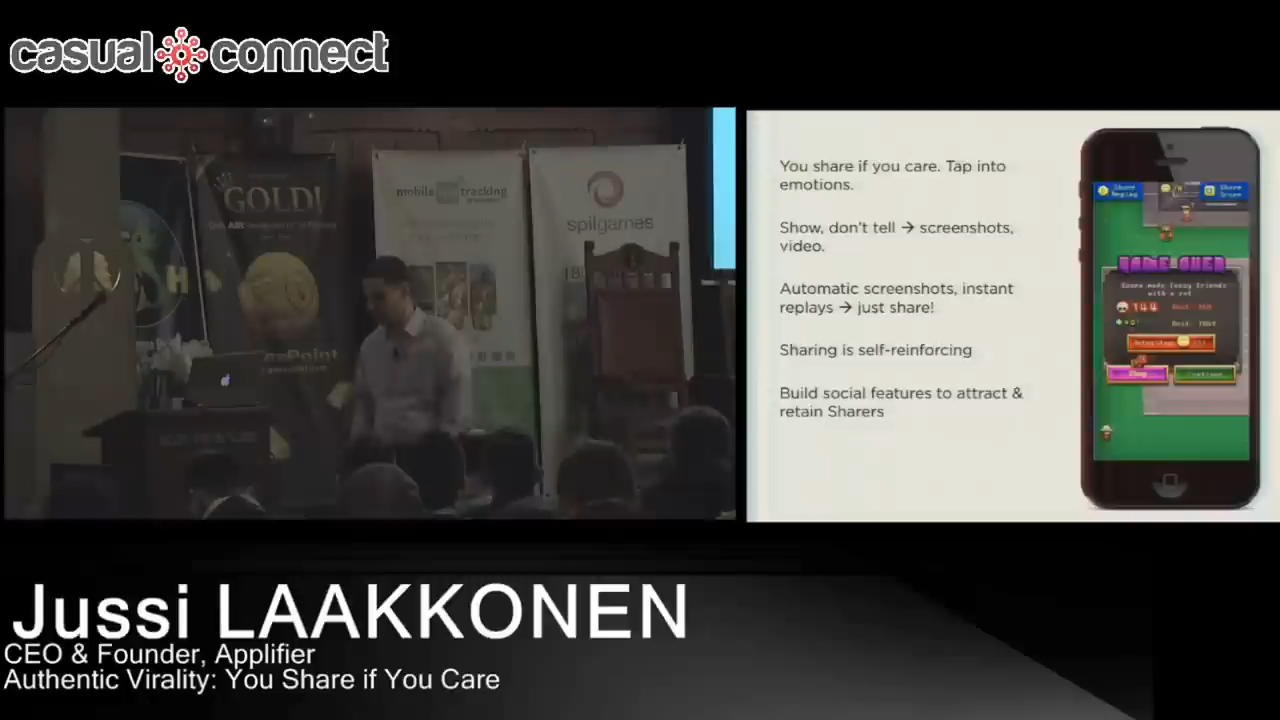 casual connect
GOLD!
mobile tracking
spilgames
You share if you care. Tap into
emotions.
Show, don't tell → screenshots,
video.
Automatic screenshots, instant
replays → just share!
Sharing is self-reinforcing
Build social features to attract &
retain Sharers
GAME OVER
144
Jussi LAAKKONEN
CEO & Founder, Applifier
Authentic Virality: You Share if You Care